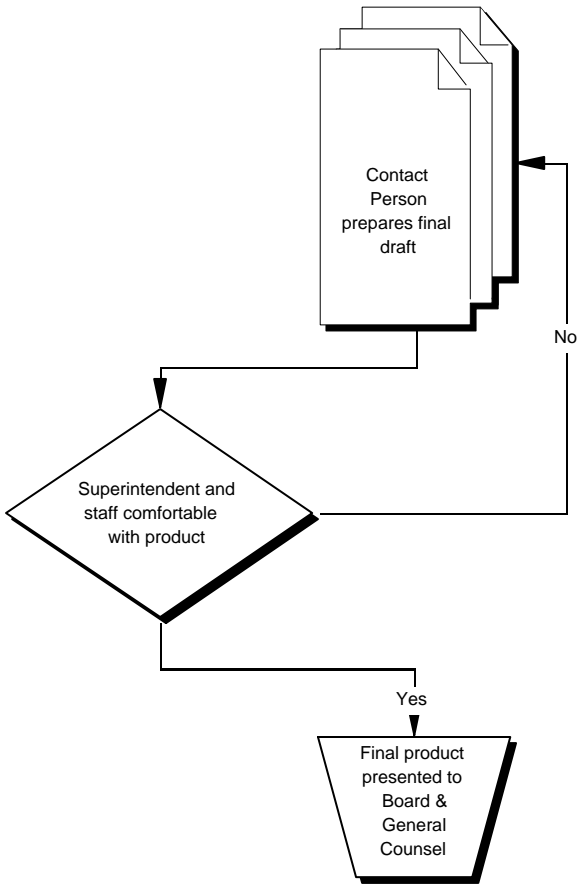 Contact
Person
prepares final
draft
No
Superintendent and
staff comfortable
with product
Yes
Final product
presented to
Board &
General
Counsel